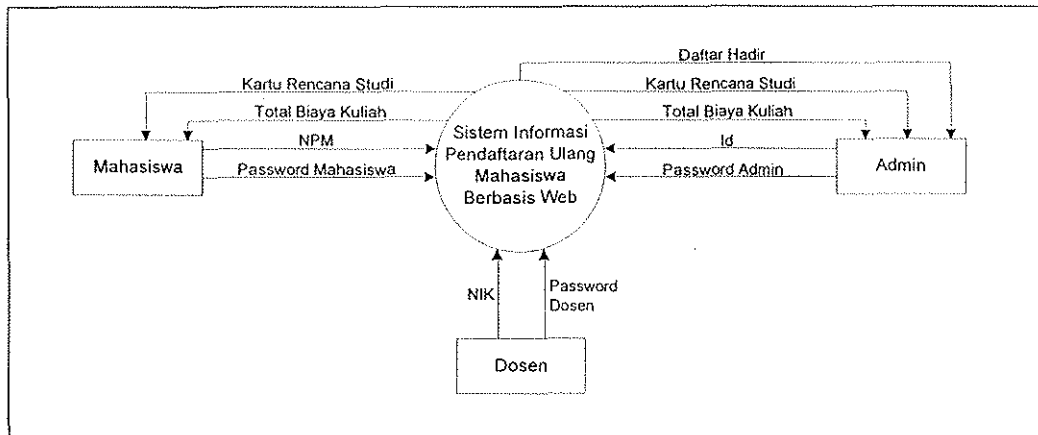 Daftar Hadir
Kartu Rencana Studi
Kartu Rencana Studi
Total Biaya Kuliah
Total Biaya Kuliah
Mahasiswa
NPM
Password Mahasiswa
Sistem Informasi
Pendaftaran Ulang
Mahasiswa
Berbasis Web
Id
Password Admin
Admin
NIK
Password
Dosen
Dosen